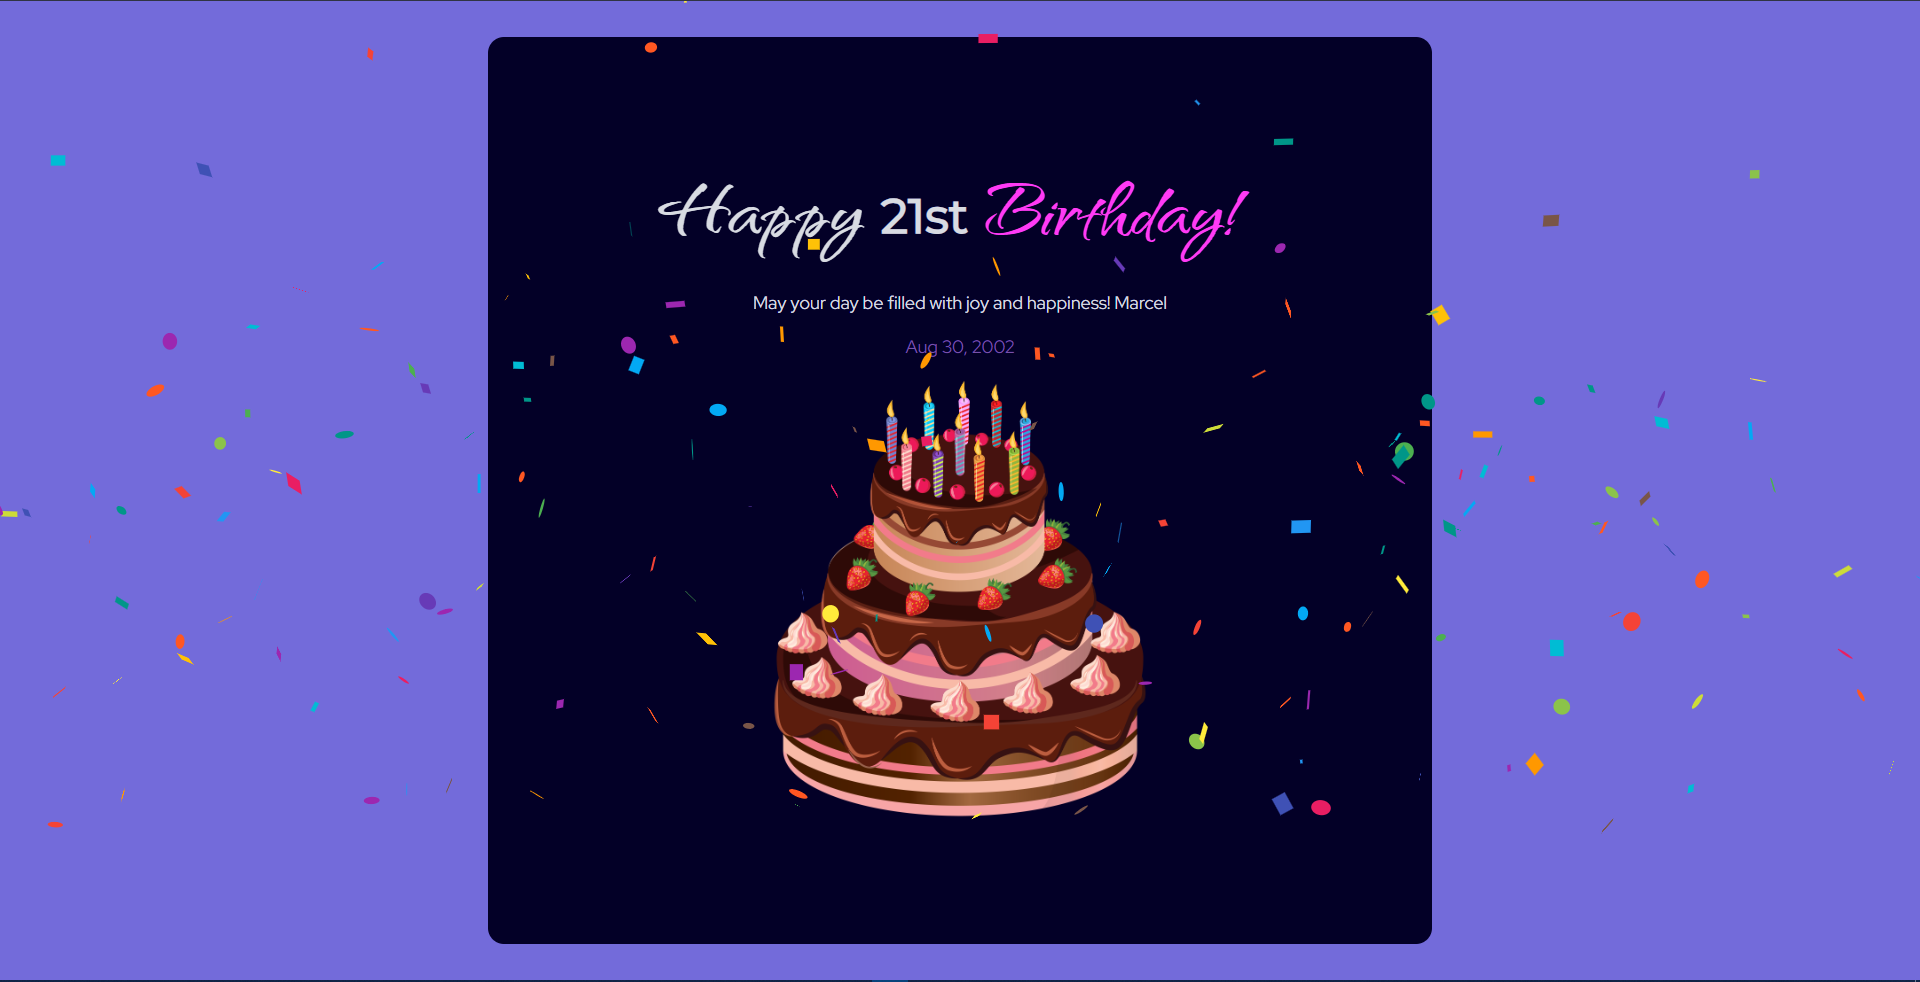 Happy 21st Birthday!
May your day be filled with joy and happiness! Marcel
Aug 30, 2002